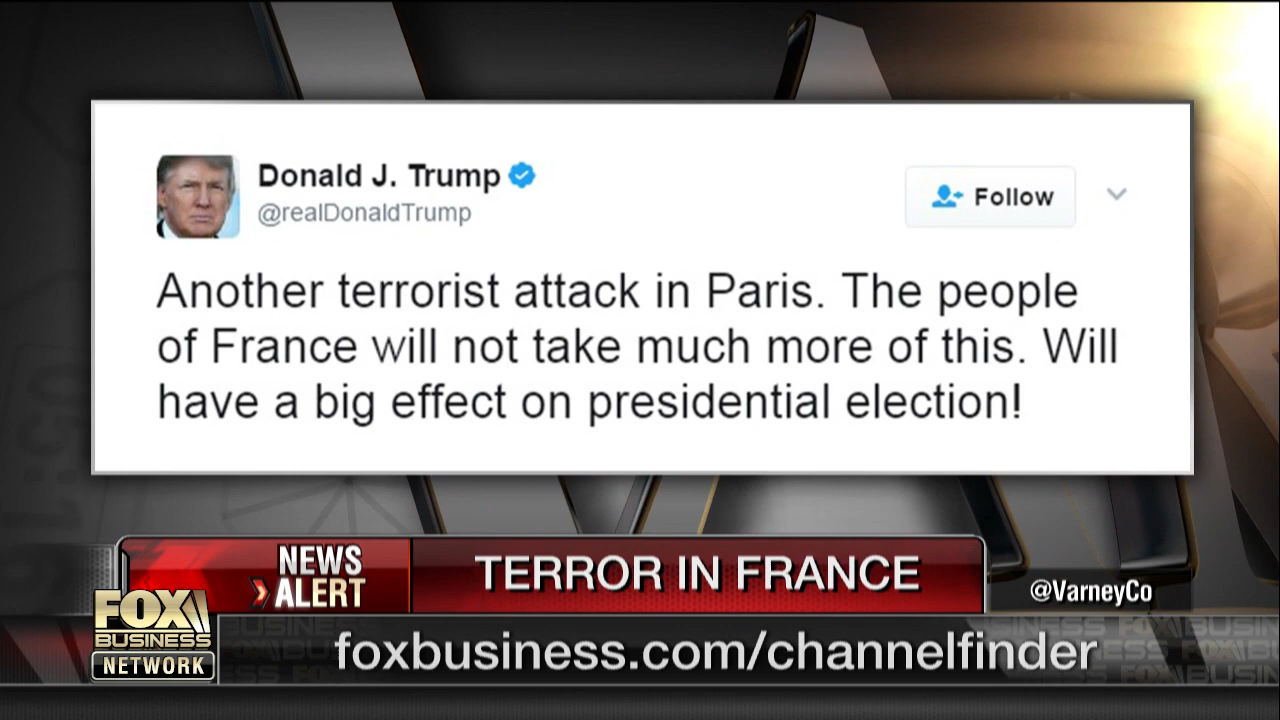 Donald J. Trump
@realDonaldTrump
Follow
Another terrorist attack in Paris. The people
of France will not take much more of this. Will
have a big effect on presidential election!
NEWS
ALERT
TERROR IN FRANCE
@VarneyCo
FOX
BUSINESS
NETWORK
foxbusiness.com/channelfinder